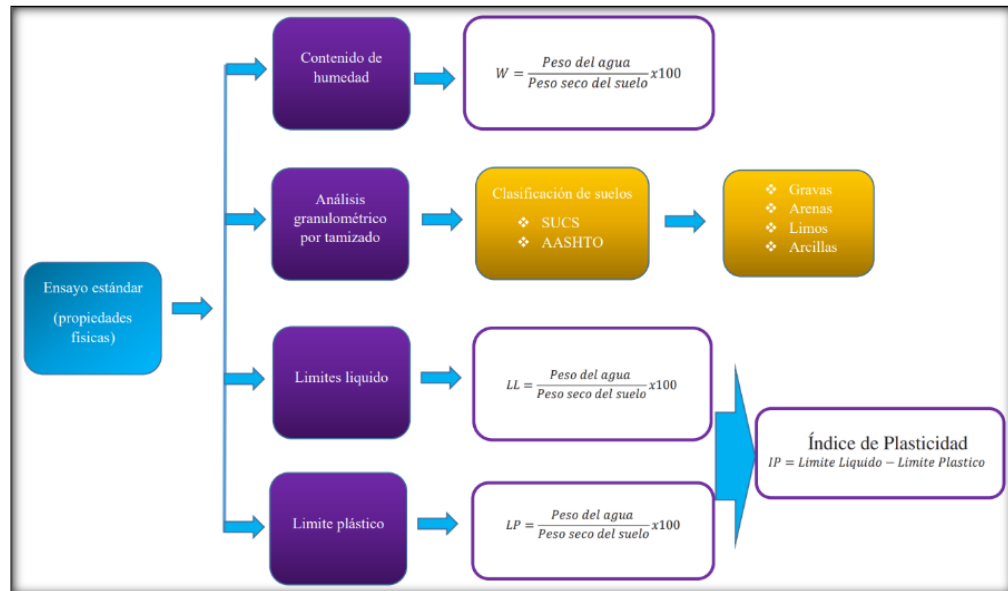 Ensayo estándar
(propiedades
físicas)
Contenido de
humedad
W = Peso del agua / Peso seco del suelo x100
Análisis
granulométrico
por tamizado
Clasificación de suelos
❖ SUCS
❖ AASHTO
❖ Gravas
❖ Arenas
❖ Limos
❖ Arcillas
Limites liquido
LL = Peso del agua / Peso seco del suelo x100
Limite plástico
LP = Peso del agua / Peso seco del suelo x100
Índice de Plasticidad
IP = Limite Liquido − Limite Plastico